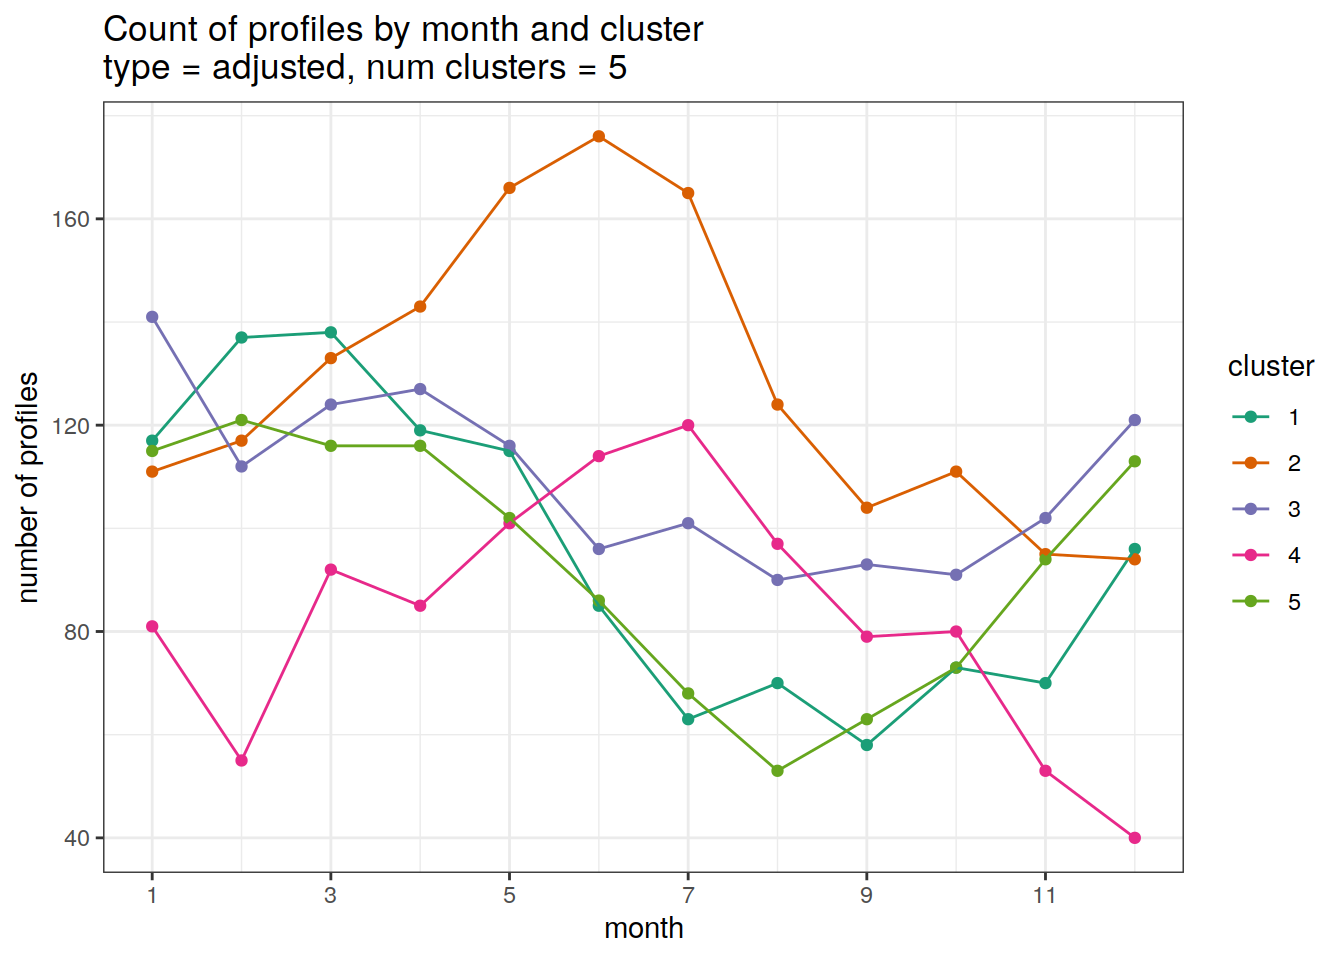 Count of profiles by month and cluster
type = adjusted, num clusters = 5
number of profiles
160
120
80
40
1 3 5 7 9 11
month
cluster
1
2
3
4
5